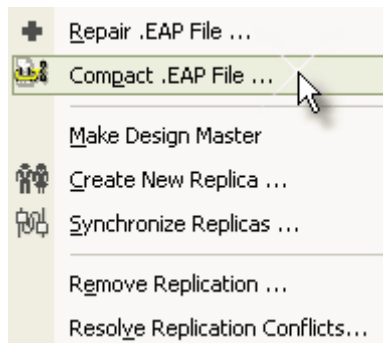 Repair .EAP File ...
Compact .EAP File ...
Make Design Master
Create New Replica ...
Synchronize Replicas ...
Remove Replication ...
Resolve Replication Conflicts...